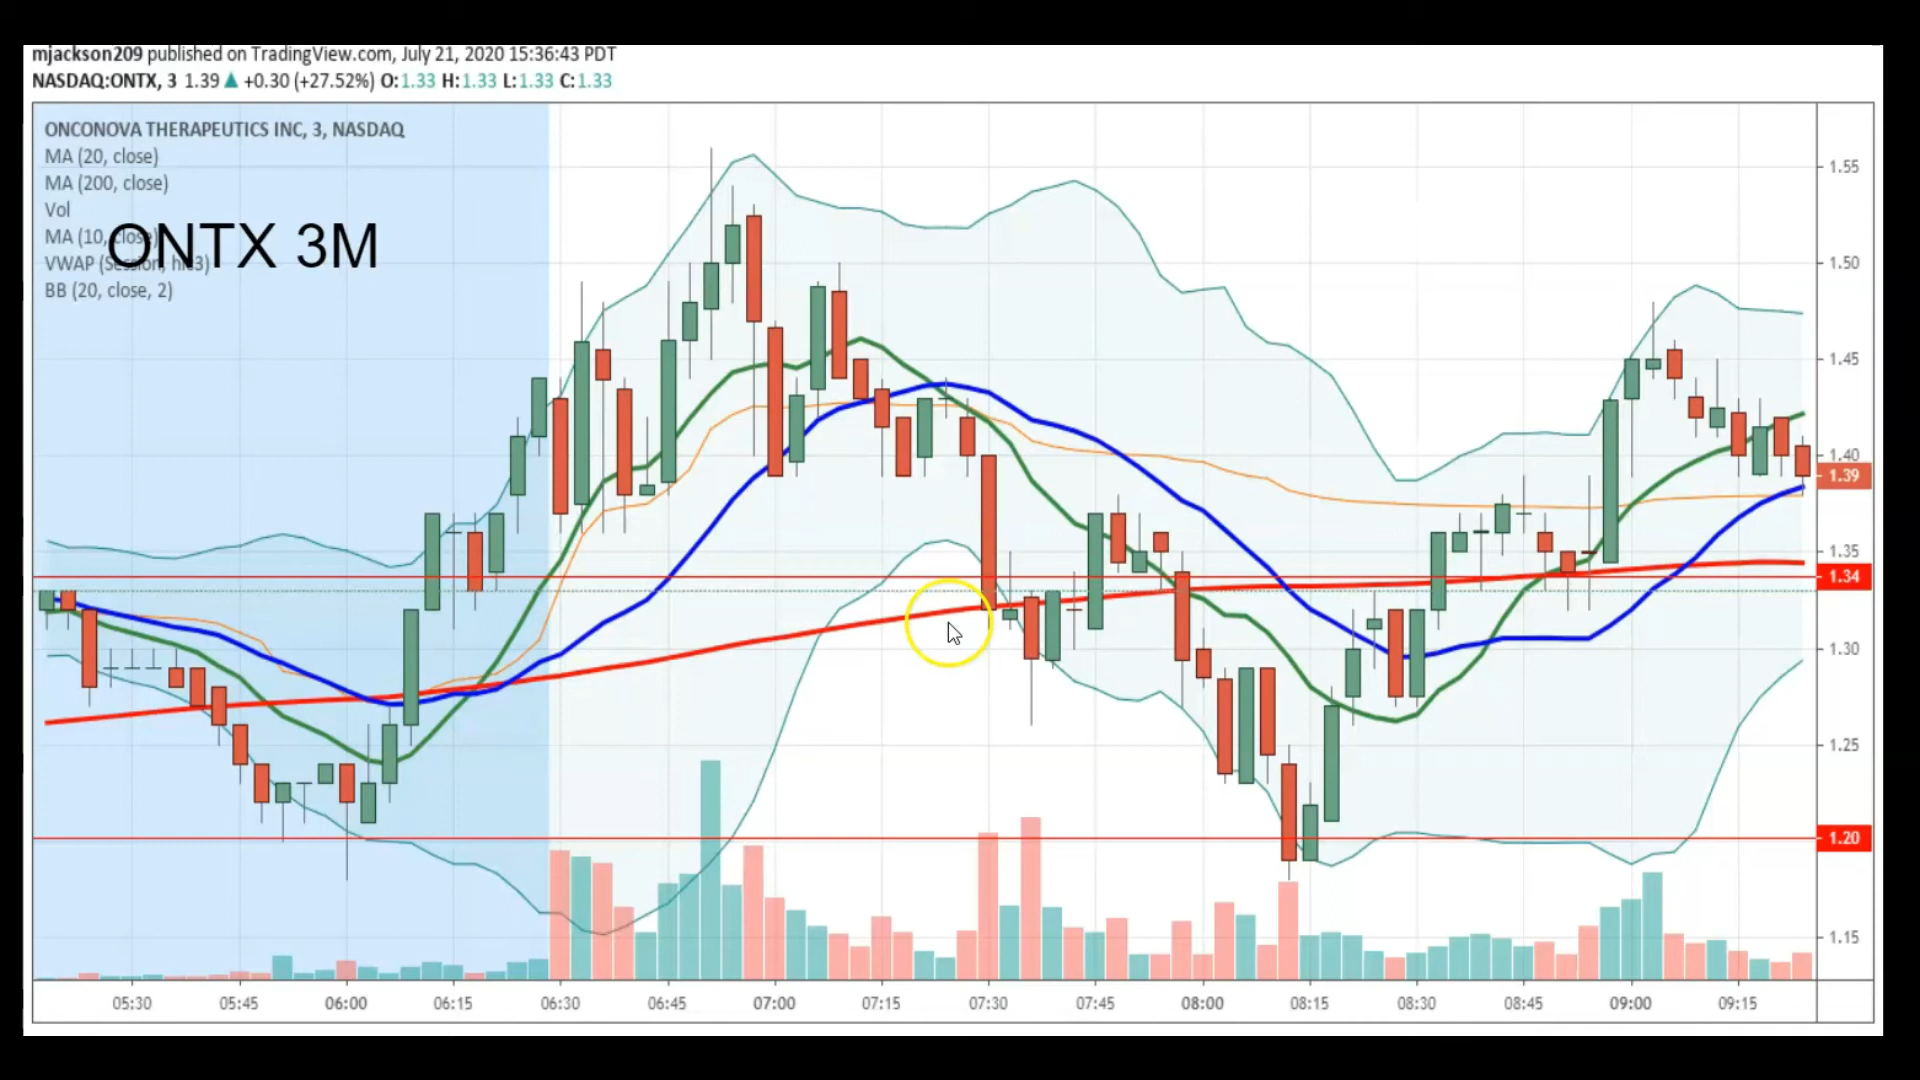 mjackson209 published on TradingView.com, July 21, 2020 15:36:43 PDT
NASDAQ:ONTX, 3 1.39 ▲ +0.30 (+27.52%) O:1.33 H:1.33 L:1.33 C:1.33
ONCONOVA THERAPEUTICS INC, 3, NASDAQ
MA (20, close)
MA (200, close)
Vol
MA (10, close)
ONTX 3M
VWAP (Session, hlc3)
BB (20, close, 2)
1.55
1.50
1.45
1.40
1.39
1.35
1.34
1.30
1.25
1.20
1.15
05:30 05:45 06:00 06:15 06:30 06:45 07:00 07:15 07:30 07:45 08:00 08:15 08:30 08:45 09:00 09:15